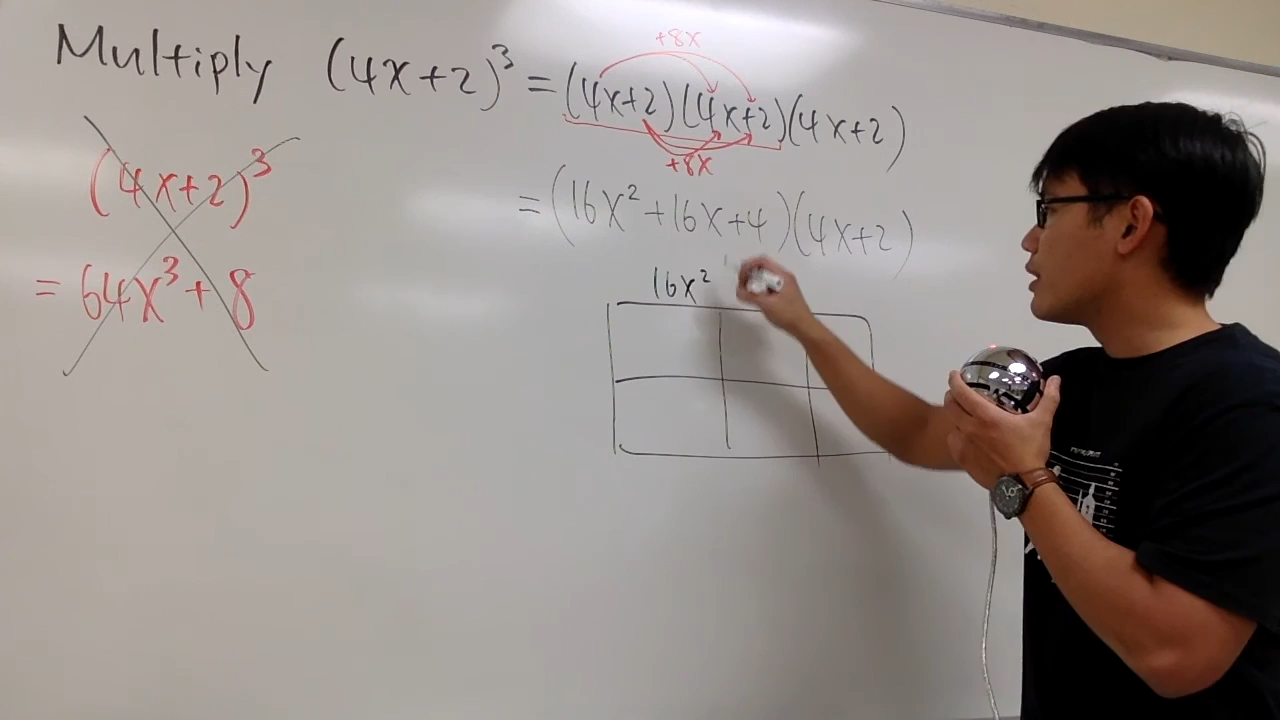 Multiply (4x+2)³ = (4x+2)(4x+2)(4x+2)
+8x
+8x
= (16x²+16x+4)(4x+2)
16x²
(4x+2)³
= 64x³+8